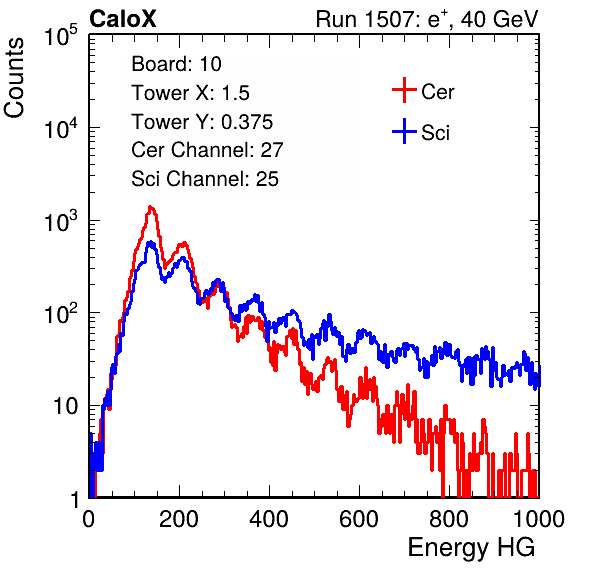 CaloX Run 1507: e⁺, 40 GeV
Counts
10⁵
10⁴
10³
10²
10
1
Board: 10
Tower X: 1.5
Tower Y: 0.375
Cer Channel: 27
Sci Channel: 25
Cer
Sci
0 200 400 600 800 1000
Energy HG